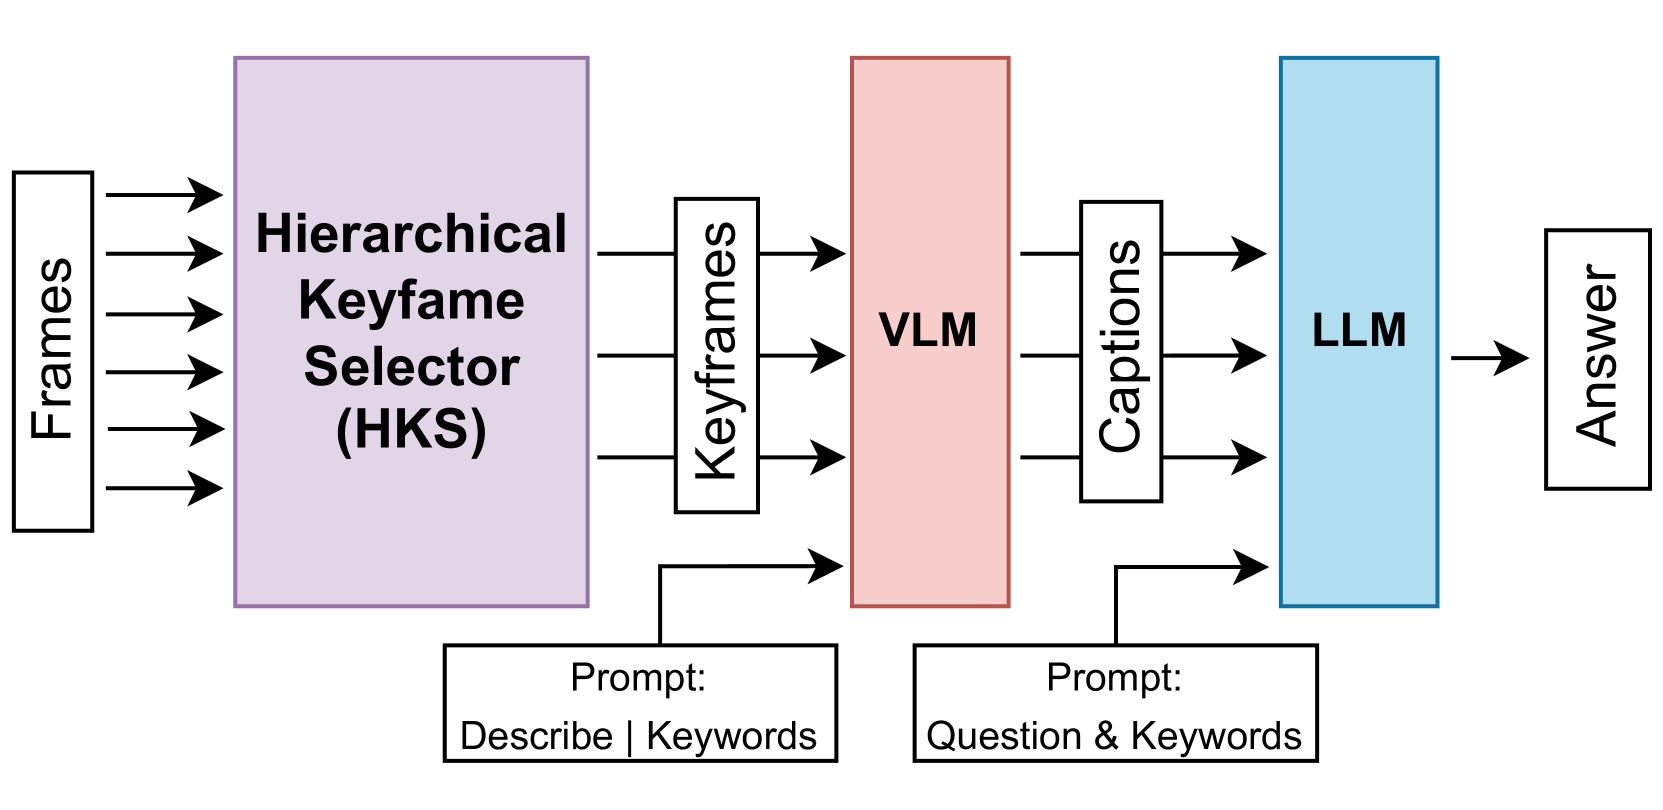 Frames
Hierarchical
Keyfame
Selector
(HKS)
Keyframes
VLM
Captions
LLM
Answer
Prompt:
Describe | Keywords
Prompt:
Question & Keywords